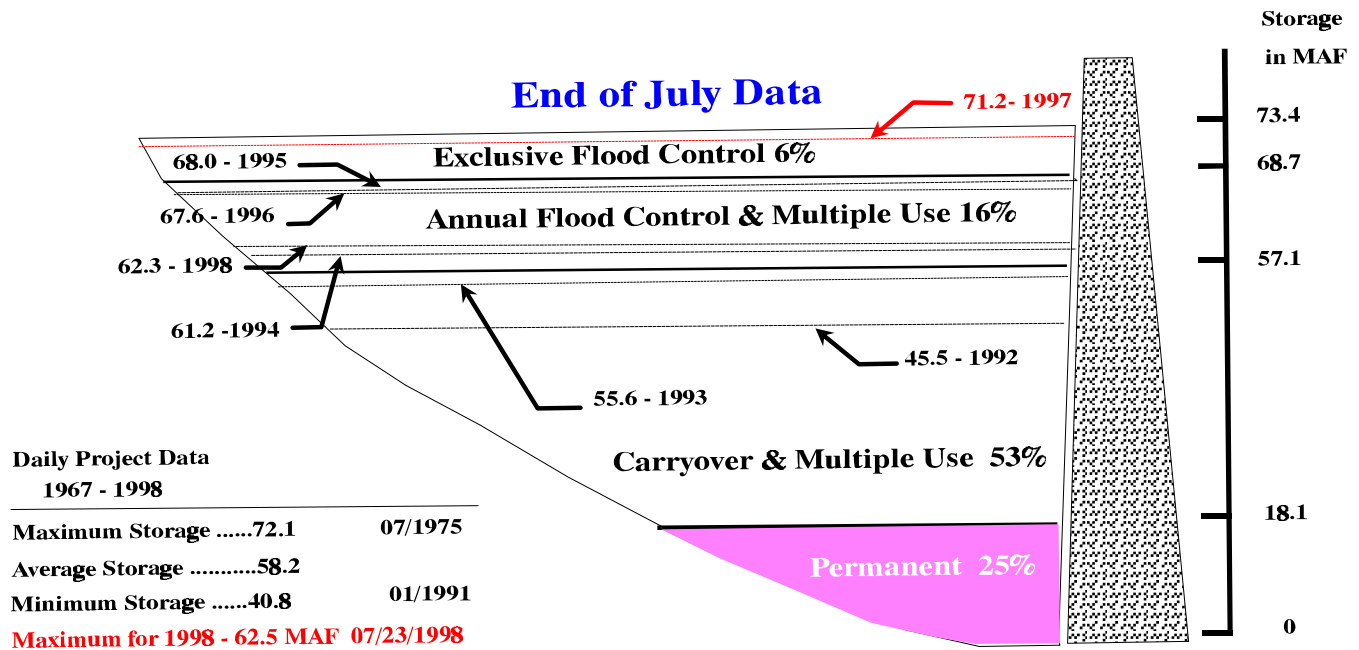 Storage
in MAF
End of July Data
71.2- 1997
73.4
68.0 - 1995
Exclusive Flood Control 6%
68.7
67.6 - 1996
Annual Flood Control & Multiple Use 16%
62.3 - 1998
57.1
61.2 -1994
45.5 - 1992
55.6 - 1993
Carryover & Multiple Use 53%
Daily Project Data
1967 - 1998
18.1
Maximum Storage ......72.1 07/1975
Permanent 25%
Average Storage ...........58.2
Minimum Storage ......40.8 01/1991
0
Maximum for 1998 - 62.5 MAF 07/23/1998